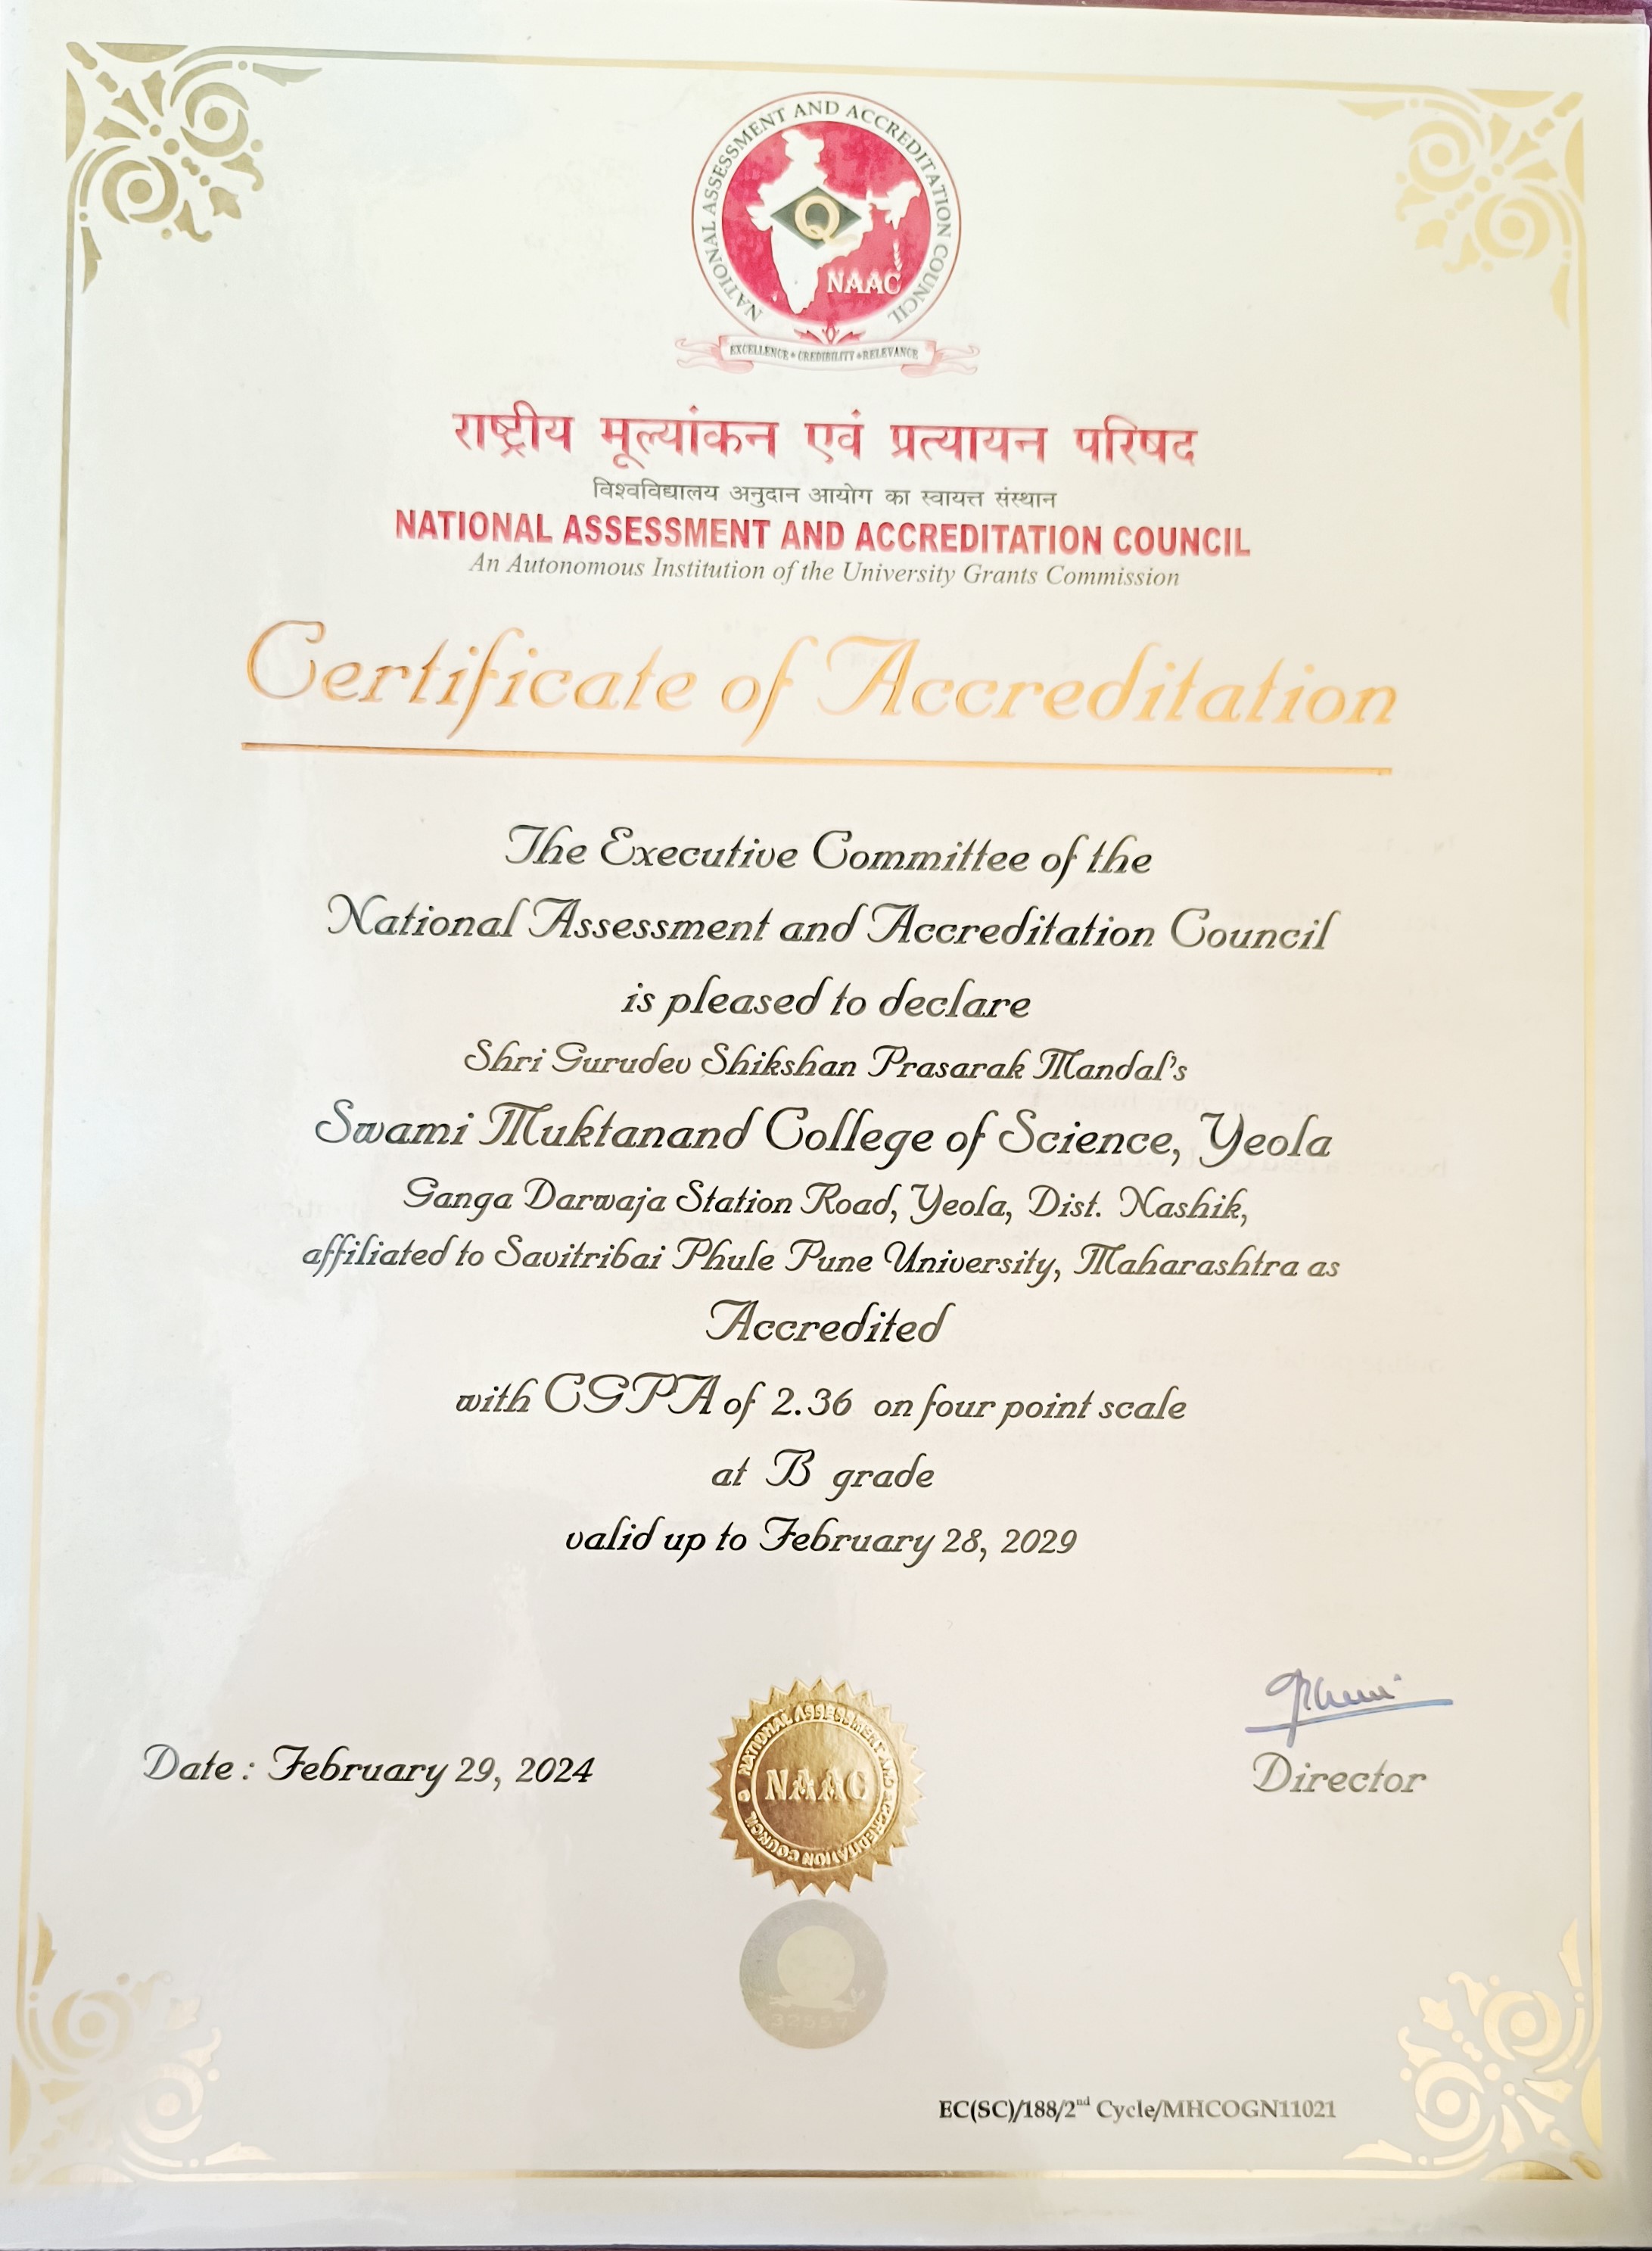 NATIONAL ASSESSMENT AND ACCREDITATION COUNCIL
Q
NAAC
EXCELLENCE • CREDIBILITY • RELEVANCE
राष्ट्रीय मूल्यांकन एवं प्रत्यायन परिषद
विश्वविद्यालय अनुदान आयोग का स्वायत्त संस्थान
NATIONAL ASSESSMENT AND ACCREDITATION COUNCIL
An Autonomous Institution of the University Grants Commission
Certificate of Accreditation
The Executive Committee of the
National Assessment and Accreditation Council
is pleased to declare
Shri Gurudev Shikshan Prasarak Mandal's
Swami Muktanand College of Science, Yeola
Ganga Darwaja Station Road, Yeola, Dist. Nashik,
affiliated to Savitribai Phule Pune University, Maharashtra as
Accredited
with CGPA of 2.36 on four point scale
at B grade
valid up to February 28, 2029
Date : February 29, 2024
NATIONAL ASSESSMENT AND ACCREDITATION COUNCIL
NAAC
Director
EC(SC)/188/2nd Cycle/MHCOGN11021